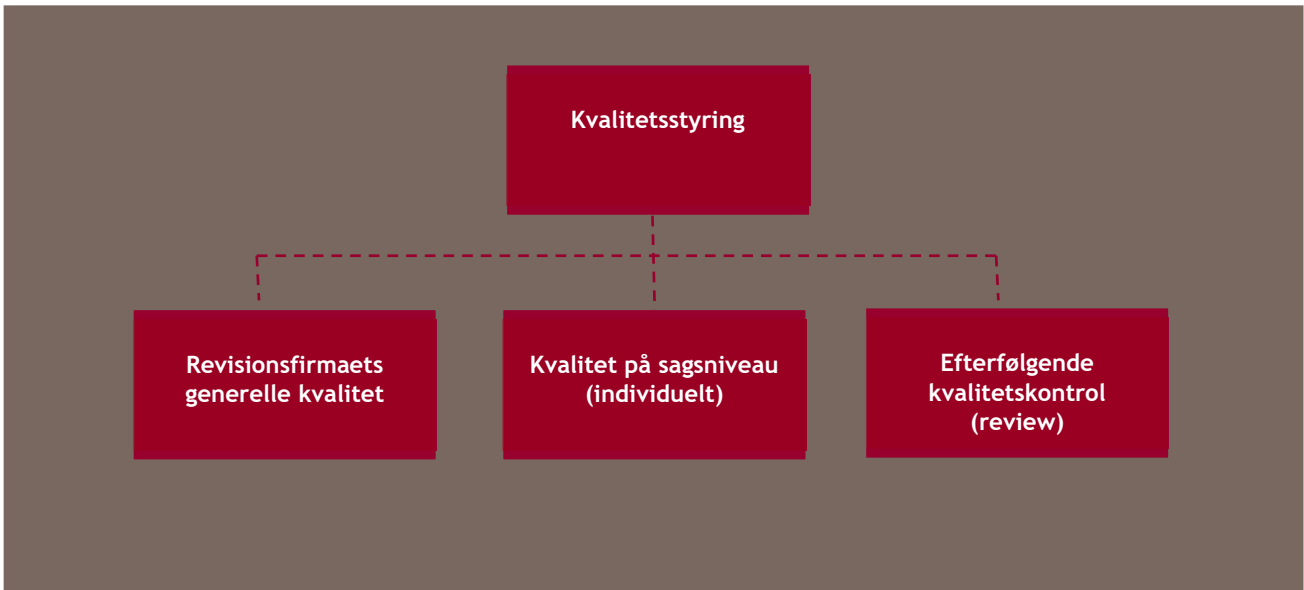 Kvalitetsstyring
Revisionsfirmaets
generelle kvalitet
Kvalitet på sagsniveau
(individuelt)
Efterfølgende
kvalitetskontrol
(review)